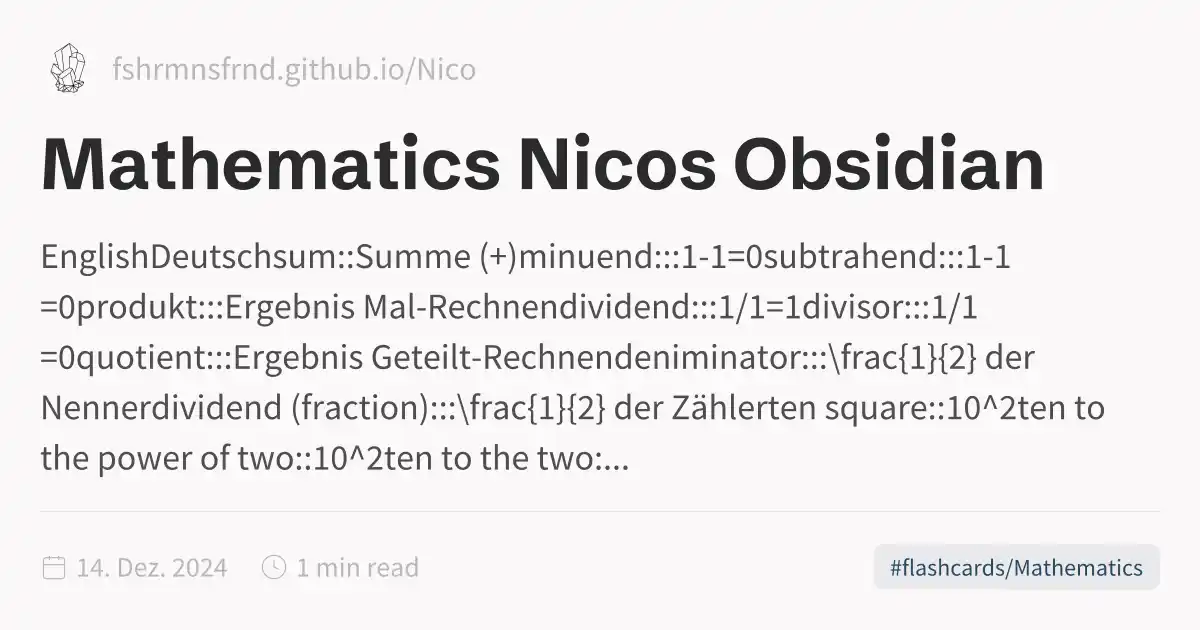 fshrmnsfrnd.github.io/Nico
Mathematics Nicos Obsidian
EnglishDeutschsum::Summe (+)minuend:::1-1=0subtrahend:::1-1
=0produkt:::Ergebnis Mal-Rechnendividend:::1/1=1divisor:::1/1
=0quotient:::Ergebnis Geteilt-Rechnendeniminator:::\frac{1}{2} der
Nennerdividend (fraction):::\frac{1}{2} der Zählerten square::10^2ten to
the power of two::10^2ten to the two:...
14. Dez. 2024
1 min read
#flashcards/Mathematics